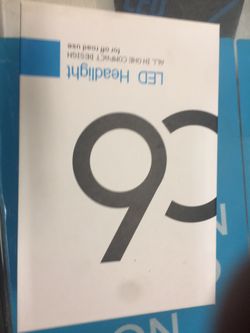 C6
LED Headlight
ALL IN ONE COMPACT DESIGN
for off road use